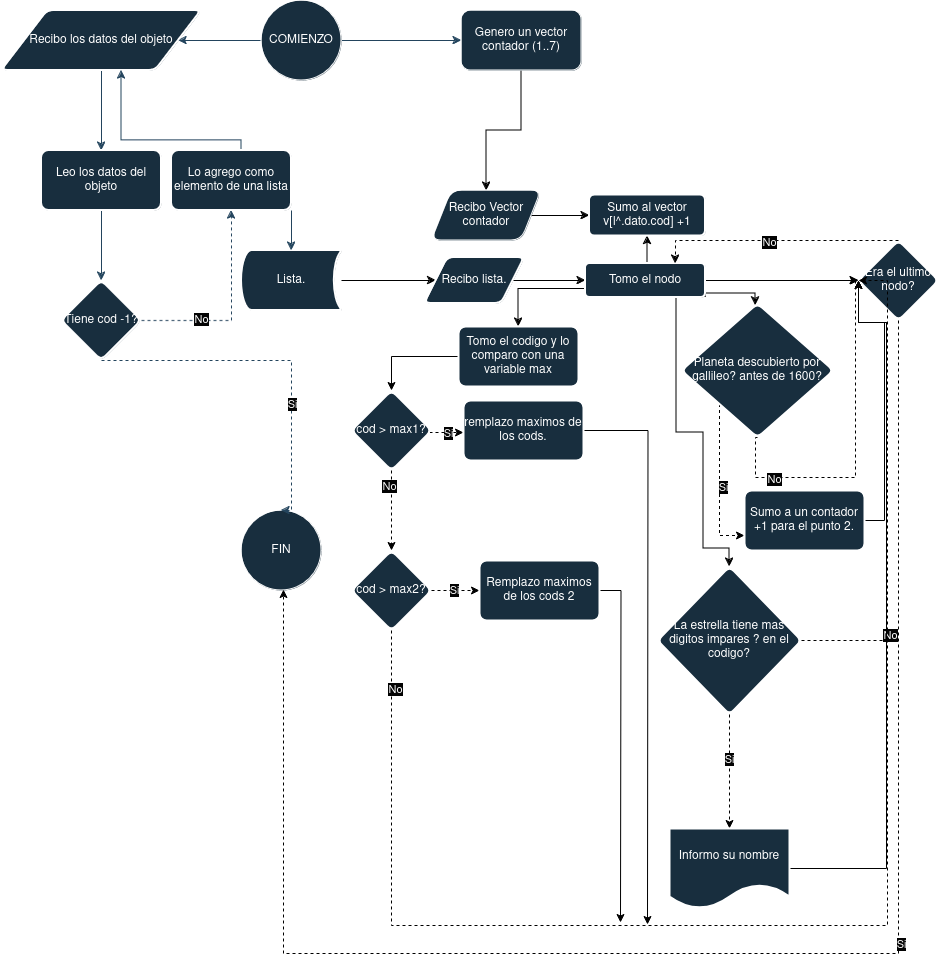 Recibo los datos del objeto
COMIENZO
Genero un vector
contador (1..7)
Leo los datos del
objeto
Lo agrego como
elemento de una lista
Recibo Vector
contador
Sumo al vector
v[l^.dato.cod] +1
No
Lista.
Recibo lista.
Tomo el nodo
Era el ultimo
nodo?
Tiene cod -1?
No
Tomo el codigo y lo
comparo con una
variable max
Planeta descubierto por
gallileo? antes de 1600?
Si
cod > max1?
Si
remplazo maximos de
los cods.
No
No
Si
Sumo a un contador
+1 para el punto 2.
FIN
cod > max2?
Si
Remplazo maximos
de los cods 2
La estrella tiene mas
digitos impares ? en el
codigo?
No
No
Si
Informo su nombre
Si